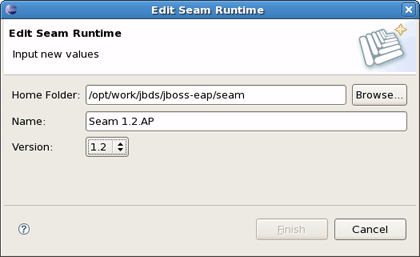 Edit Seam Runtime
Edit Seam Runtime
Input new values
Home Folder: /opt/work/jbds/jboss-eap/seam Browse...
Name: Seam 1.2.AP
Version: 1.2
? Finish Cancel